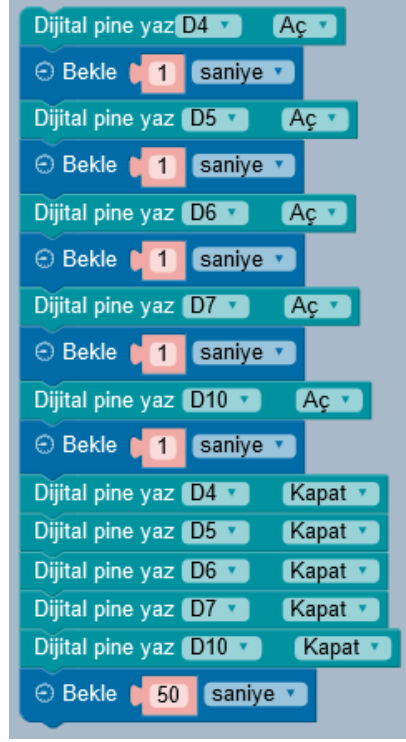 Dijital pine yaz D4 Aç
Bekle 1 saniye
Dijital pine yaz D5 Aç
Bekle 1 saniye
Dijital pine yaz D6 Aç
Bekle 1 saniye
Dijital pine yaz D7 Aç
Bekle 1 saniye
Dijital pine yaz D10 Aç
Bekle 1 saniye
Dijital pine yaz D4 Kapat
Dijital pine yaz D5 Kapat
Dijital pine yaz D6 Kapat
Dijital pine yaz D7 Kapat
Dijital pine yaz D10 Kapat
Bekle 50 saniye